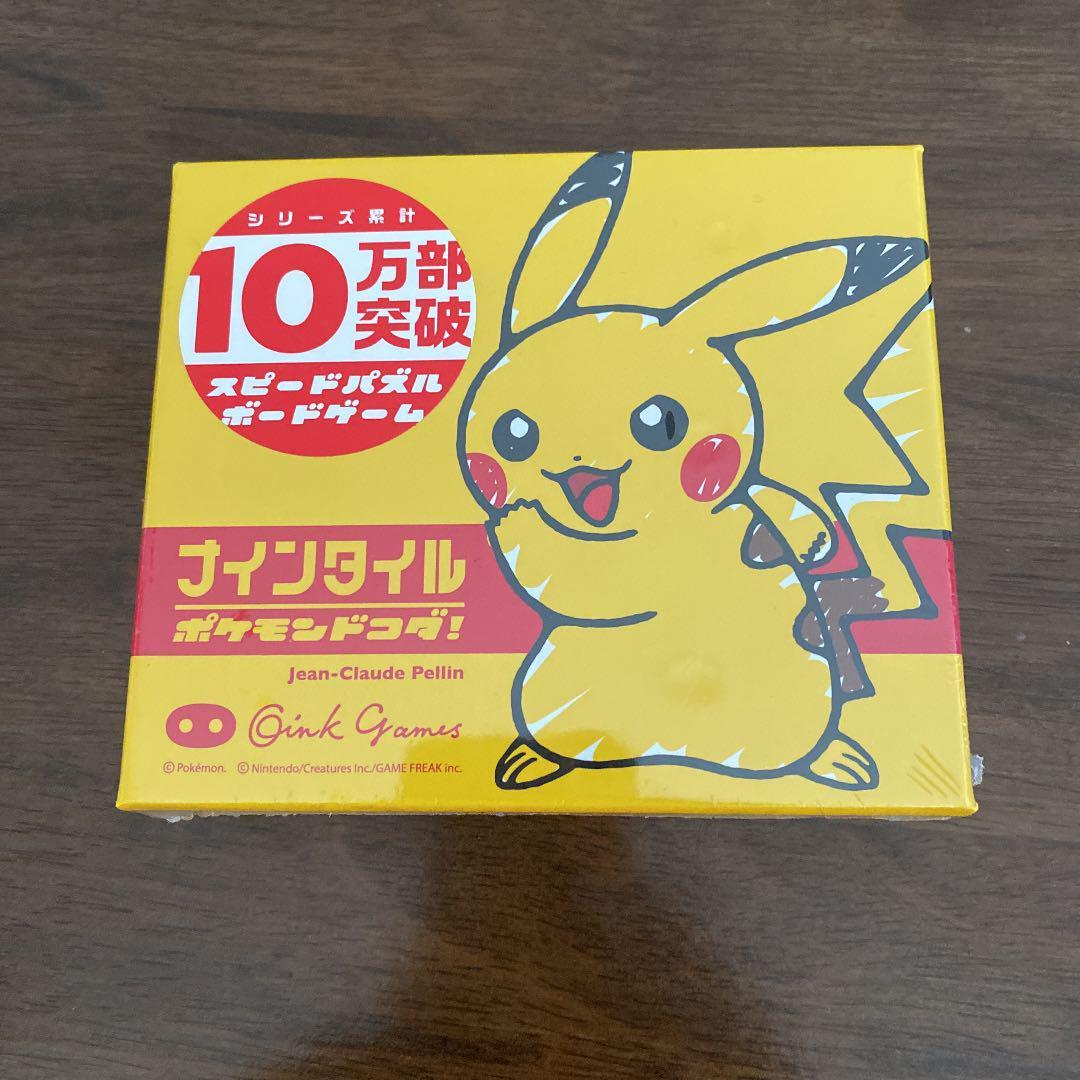 シリーズ累計
10万部
突破
スピードパズル
ボードゲーム
ナインタイル
ポケモンドコダ!
Jean-Claude Pellin
Oink Games
©Pokémon. ©Nintendo/Creatures Inc./GAME FREAK inc.